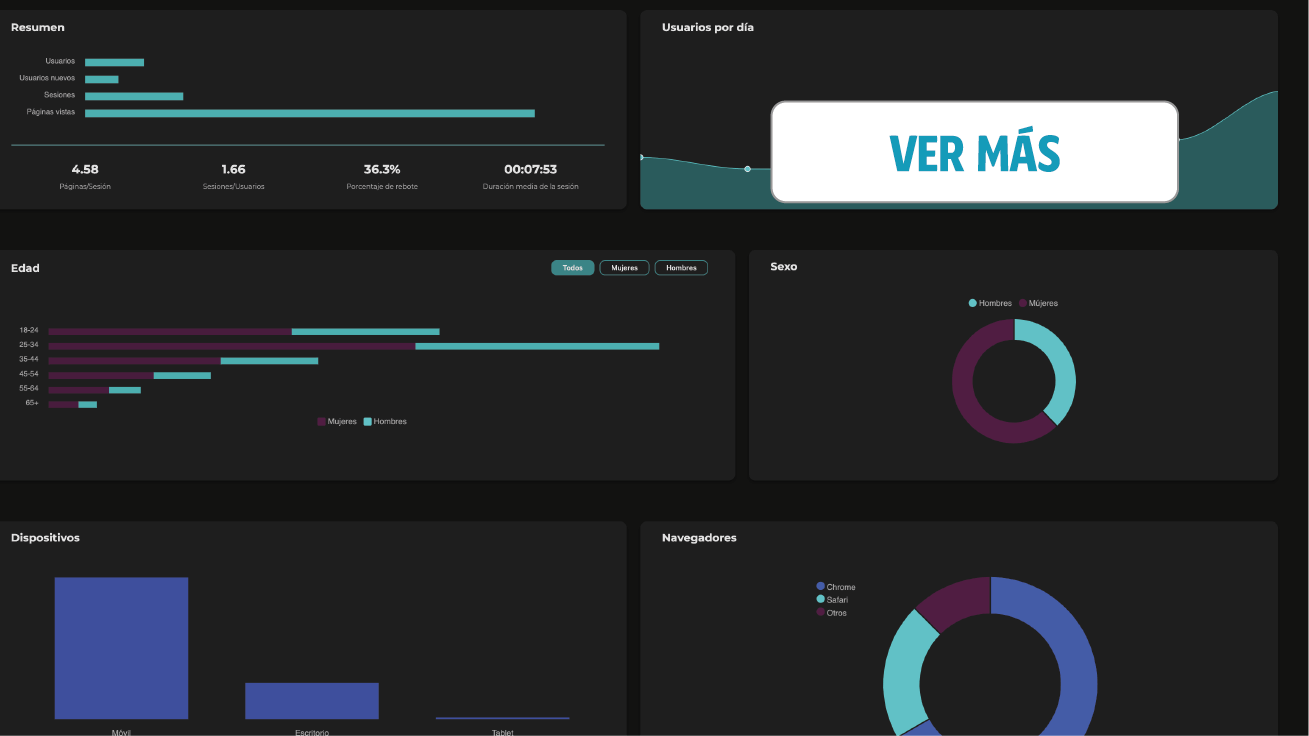 Resumen
Usuarios
Usuarios nuevos
Sesiones
Páginas vistas
4.58
Páginas/Sesión
1.66
Sesiones/Usuarios
36.3%
Porcentaje de rebote
00:07:53
Duración media de la sesión
Usuarios por día
VER MÁS
Edad
Todos
Mujeres
Hombres
18-24
25-34
35-44
45-54
55-64
65+
Mujeres
Hombres
Sexo
Hombres
Mújeres
Dispositivos
Móvil
Escritorio
Tablet
Navegadores
Chrome
Safari
Otros